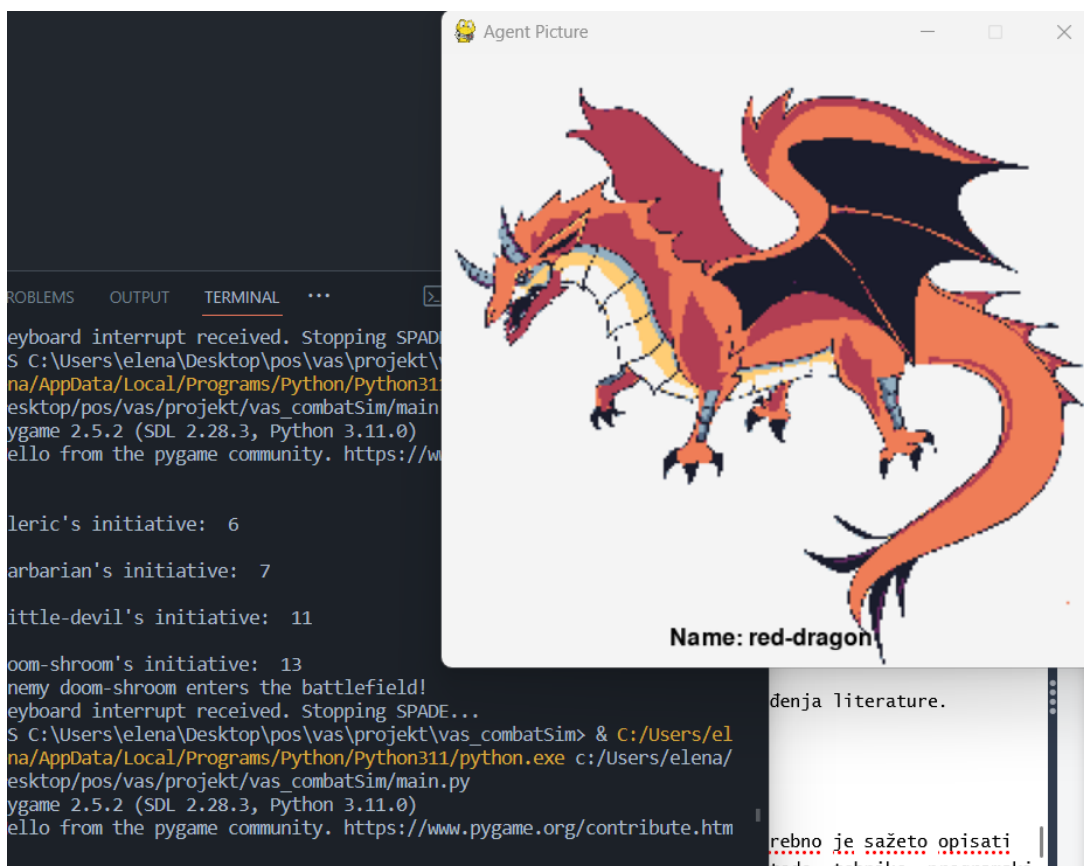 Agent Picture
Name: red-dragon
ROBLEMS OUTPUT TERMINAL ...
eyboard interrupt received. Stopping SPAD
S C:\Users\elena\Desktop\pos\vas\projekt\
na/AppData/Local/Programs/Python/Python311
esktop/pos/vas/projekt/vas_combatSim/main
ygame 2.5.2 (SDL 2.28.3, Python 3.11.0)
ello from the pygame community. https://w
leric's initiative: 6
arbarian's initiative: 7
ittle-devil's initiative: 11
oom-shroom's initiative: 13
nemy doom-shroom enters the battlefield!
eyboard interrupt received. Stopping SPADE...
S C:\Users\elena\Desktop\pos\vas\projekt\vas_combatSim> & C:/Users/el
na/AppData/Local/Programs/Python/Python311/python.exe c:/Users/elena/
esktop/pos/vas/projekt/vas_combatSim/main.py
ygame 2.5.2 (SDL 2.28.3, Python 3.11.0)
ello from the pygame community. https://www.pygame.org/contribute.htm
đenja literature.
rebno je sažeto opisati